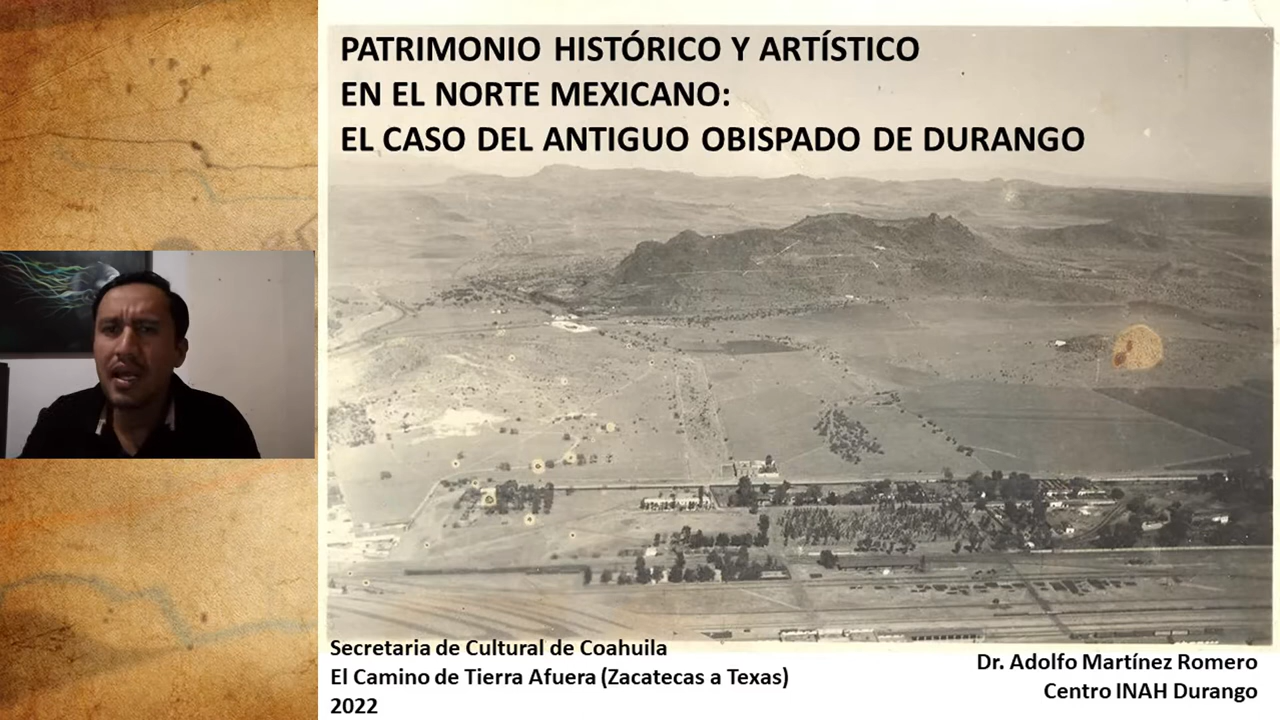 PATRIMONIO HISTÓRICO Y ARTÍSTICO
EN EL NORTE MEXICANO:
EL CASO DEL ANTIGUO OBISPADO DE DURANGO
Secretaria de Cultural de Coahuila
El Camino de Tierra Afuera (Zacatecas a Texas)
2022
Dr. Adolfo Martínez Romero
Centro INAH Durango